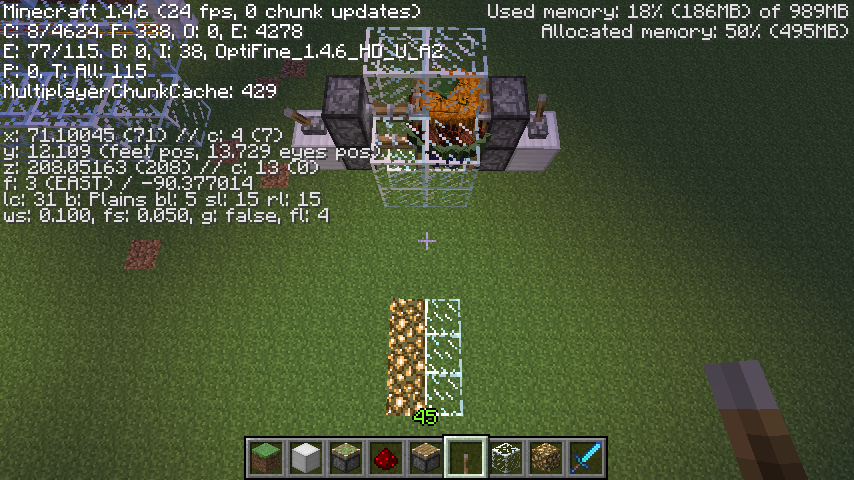 Minecraft 1.4.6 (24 fps, 0 chunk updates)
C: 8/4624, F: 338, O: 0, E: 4278
E: 77/115, B: 0, I: 38, OptiFine_1.4.6_HD_U_A2
P: 0, T: All: 115
MultiplayerChunkCache: 429
Used memory: 18% (186MB) of 989MB
Allocated memory: 50% (495MB)
x: 71.10045 (71) // c: 4 (7)
y: 12.109 (feet pos, 13.729 eyes pos)
z: 208.05163 (208) // c: 13 (0)
f: 3 (EAST) / -90.377014
lc: 31 b: Plains bl: 5 sl: 15 rl: 15
ws: 0.100, fs: 0.050, g: false, fl: 4
45